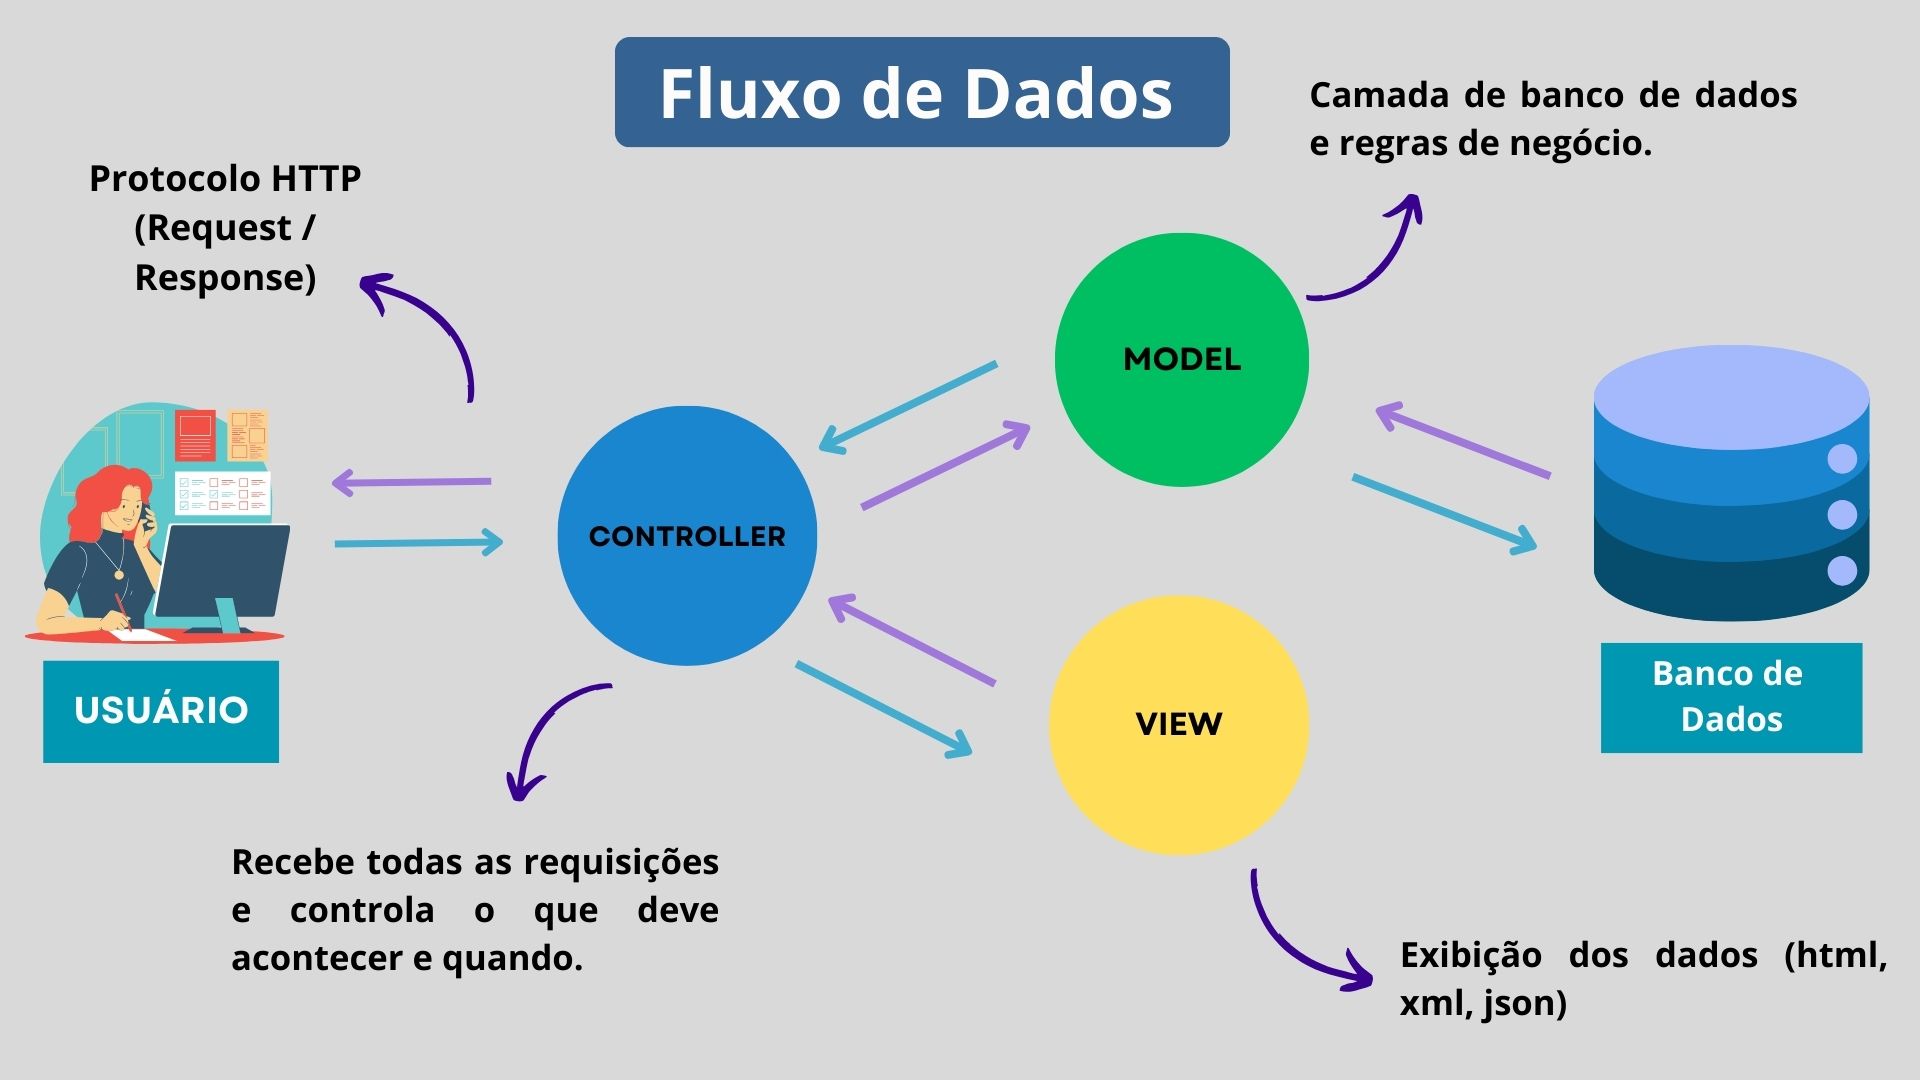 Fluxo de Dados
Camada de banco de dados
e regras de negócio.
Protocolo HTTP
(Request /
Response)
MODEL
CONTROLLER
VIEW
USUÁRIO
Banco de
Dados
Recebe todas as requisições
e controla o que deve
acontecer e quando.
Exibição dos dados (html,
xml, json)